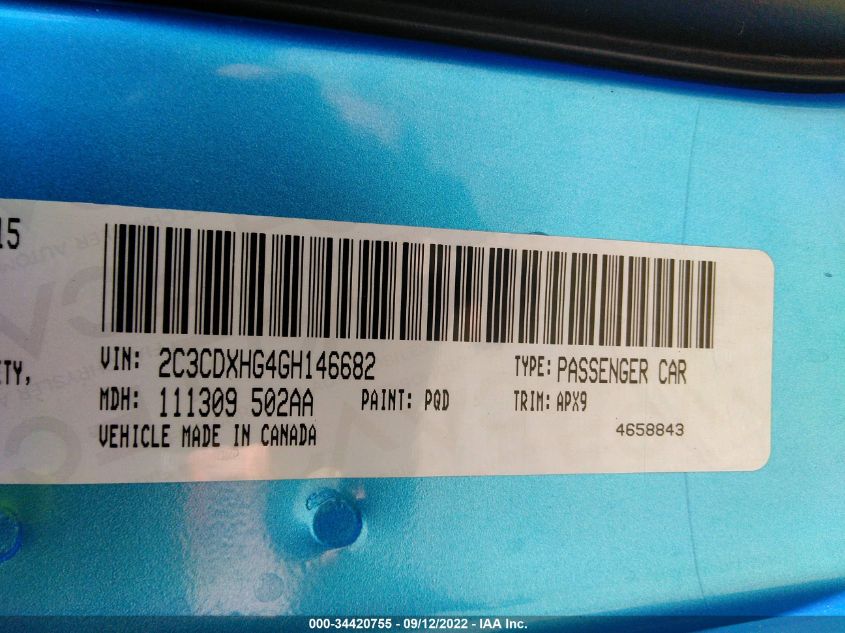 15
ETY,
VIN: 2C3CDXHG4GH146682 TYPE: PASSENGER CAR
MDH: 111309 502AA PAINT: PQD TRIM: APX9
VEHICLE MADE IN CANADA 4658843
000-34420755 - 09/12/2022 - IAA Inc.